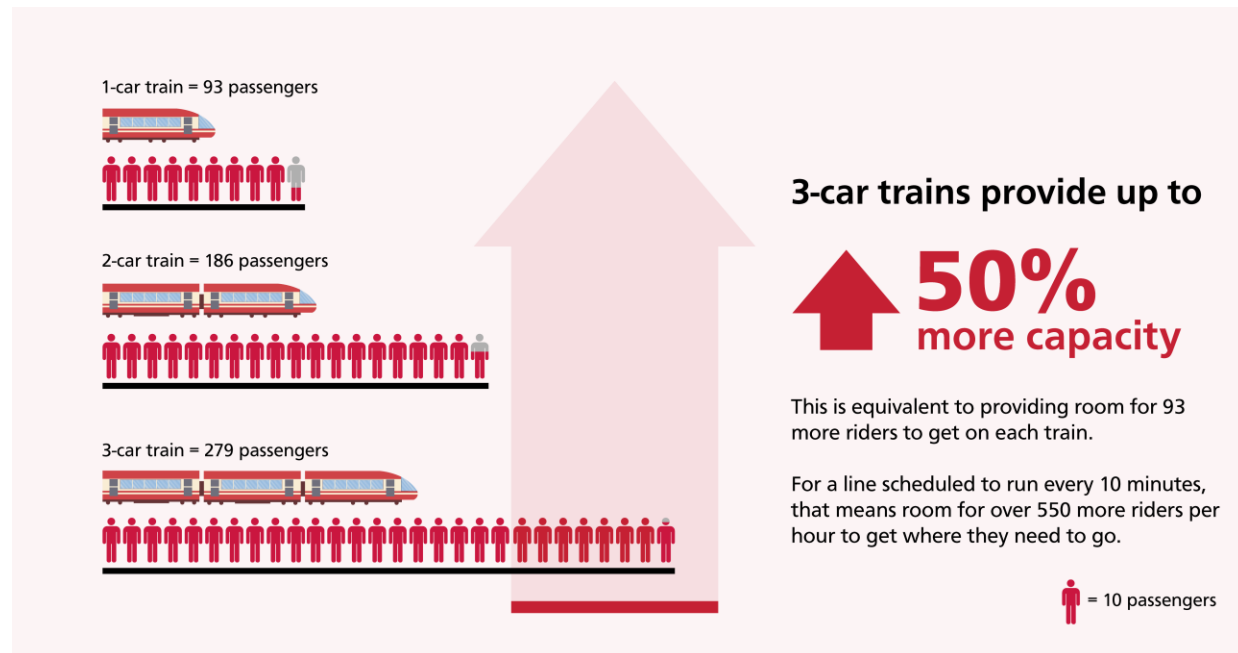 1-car train = 93 passengers
2-car train = 186 passengers
3-car train = 279 passengers
3-car trains provide up to
50%
more capacity
This is equivalent to providing room for 93
more riders to get on each train.
For a line scheduled to run every 10 minutes,
that means room for over 550 more riders per
hour to get where they need to go.
= 10 passengers